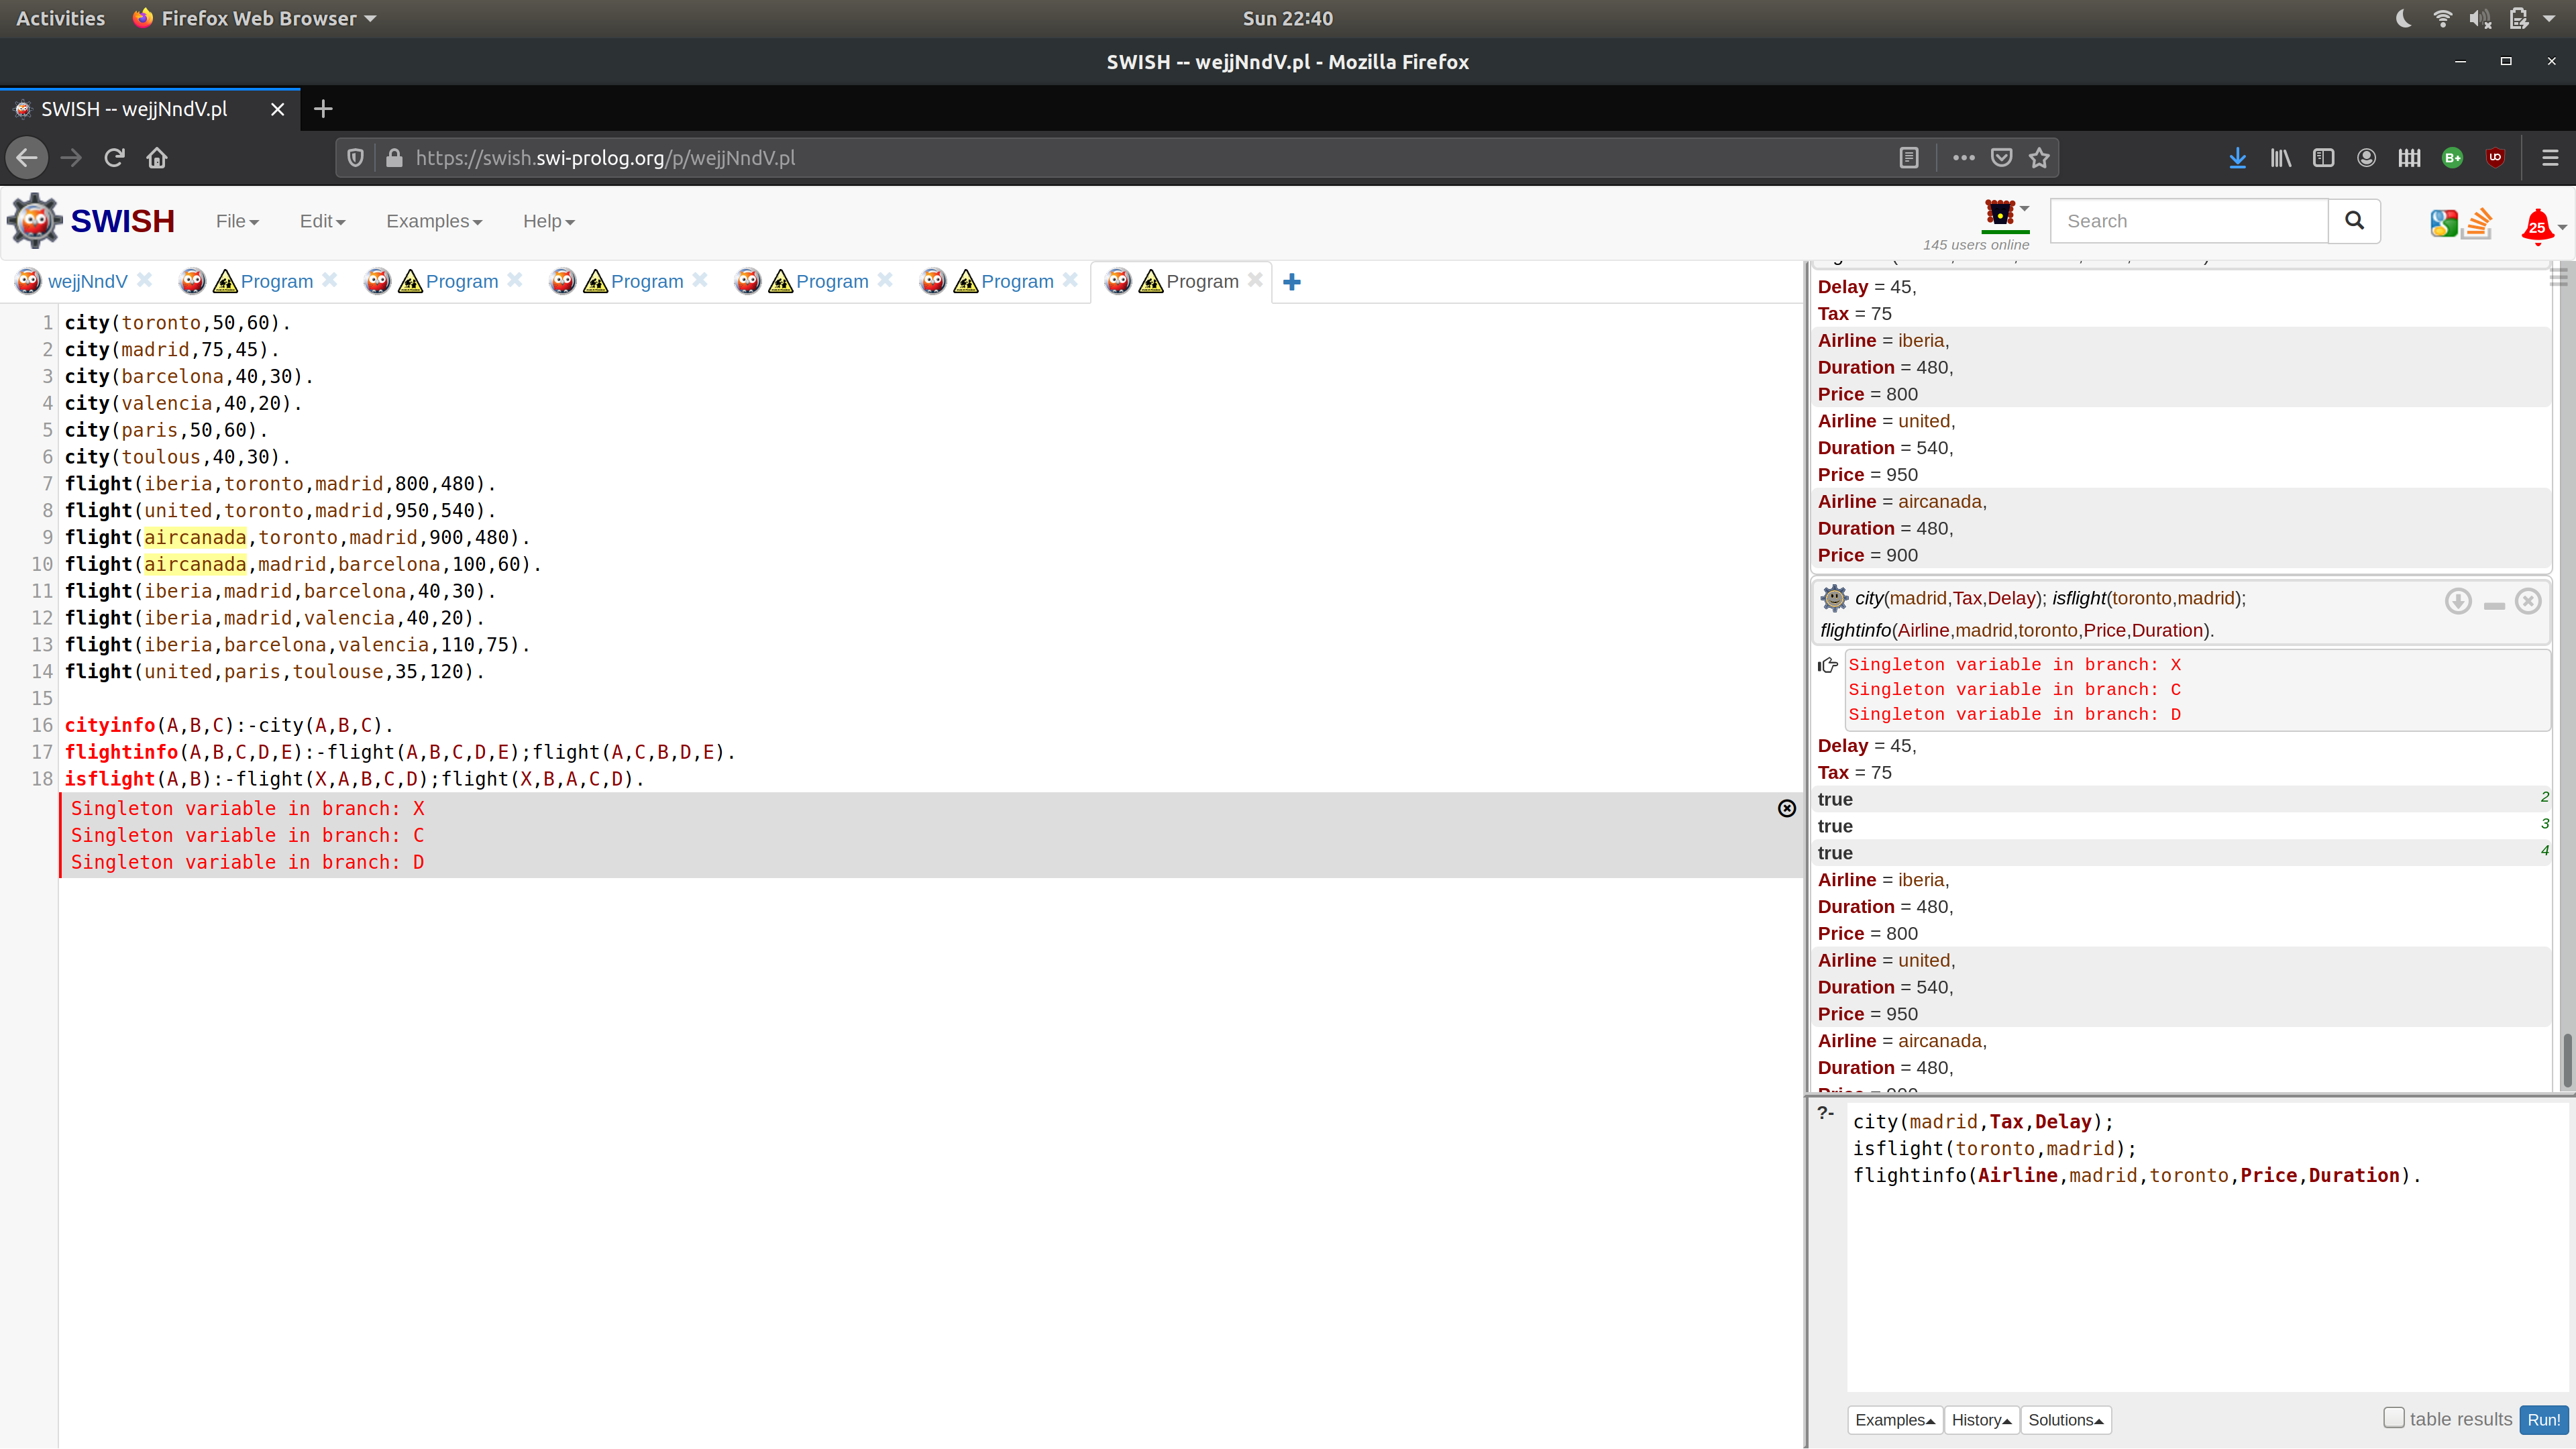 Activities Firefox Web Browser Sun 22:40
SWISH -- wejjNndV.pl - Mozilla Firefox
SWISH -- wejjNndV.pl
https://swish.swi-prolog.org/p/wejjNndV.pl
SWISH File Edit Examples Help 145 users online Search 25
wejjNndV Program Program Program Program Program Program
1 city(toronto,50,60).
2 city(madrid,75,45).
3 city(barcelona,40,30).
4 city(valencia,40,20).
5 city(paris,50,60).
6 city(toulous,40,30).
7 flight(iberia,toronto,madrid,800,480).
8 flight(united,toronto,madrid,950,540).
9 flight(aircanada,toronto,madrid,900,480).
10 flight(aircanada,madrid,barcelona,100,60).
11 flight(iberia,madrid,barcelona,40,30).
12 flight(iberia,madrid,valencia,40,20).
13 flight(iberia,barcelona,valencia,110,75).
14 flight(united,paris,toulouse,35,120).
15
16 cityinfo(A,B,C):-city(A,B,C).
17 flightinfo(A,B,C,D,E):-flight(A,B,C,D,E);flight(A,C,B,D,E).
18 isflight(A,B):-flight(X,A,B,C,D);flight(X,B,A,C,D).
Singleton variable in branch: X
Singleton variable in branch: C
Singleton variable in branch: D
Delay = 45,
Tax = 75
Airline = iberia,
Duration = 480,
Price = 800
Airline = united,
Duration = 540,
Price = 950
Airline = aircanada,
Duration = 480,
Price = 900
city(madrid,Tax,Delay); isflight(toronto,madrid);
flightinfo(Airline,madrid,toronto,Price,Duration).
Singleton variable in branch: X
Singleton variable in branch: C
Singleton variable in branch: D
Delay = 45,
Tax = 75
true 2
true 3
true 4
Airline = iberia,
Duration = 480,
Price = 800
Airline = united,
Duration = 540,
Price = 950
Airline = aircanada,
Duration = 480,
?- city(madrid,Tax,Delay);
isflight(toronto,madrid);
flightinfo(Airline,madrid,toronto,Price,Duration).
Examples History Solutions table results Run!